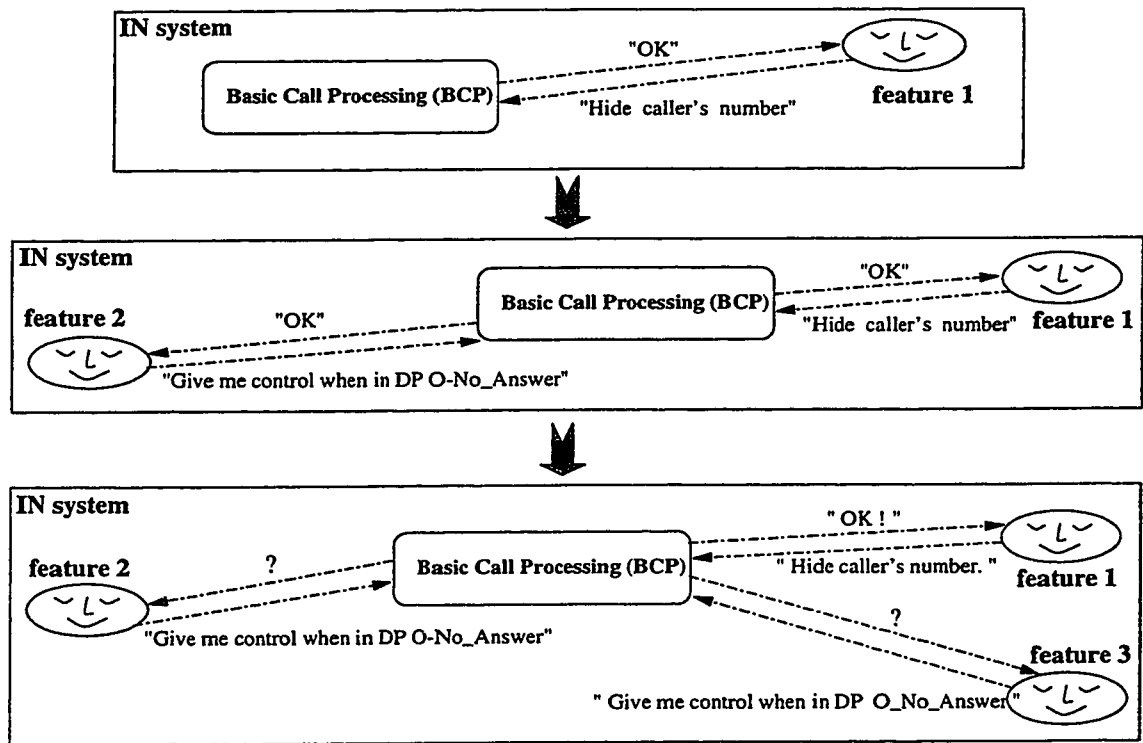 IN system
"OK"
Basic Call Processing (BCP)
"Hide caller's number"
feature 1
IN system
feature 2
"OK"
Basic Call Processing (BCP)
"OK"
"Hide caller's number"
feature 1
"Give me control when in DP O-No_Answer"
IN system
feature 2
?
Basic Call Processing (BCP)
" OK ! "
" Hide caller's number. "
feature 1
"Give me control when in DP O-No_Answer"
?
feature 3
" Give me control when in DP O_No_Answer "